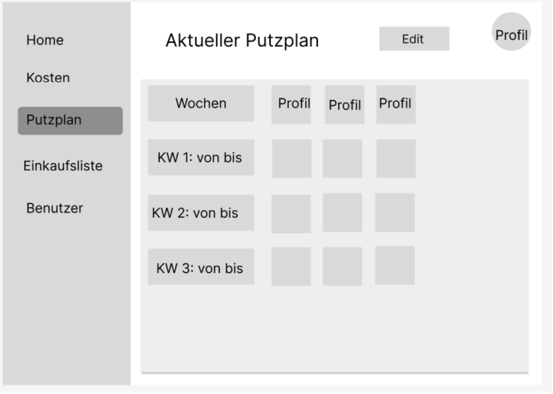 Home
Kosten
Putzplan
Einkaufsliste
Benutzer
Aktueller Putzplan
Edit
Profil
Wochen
Profil
Profil
Profil
KW 1: von bis
KW 2: von bis
KW 3: von bis